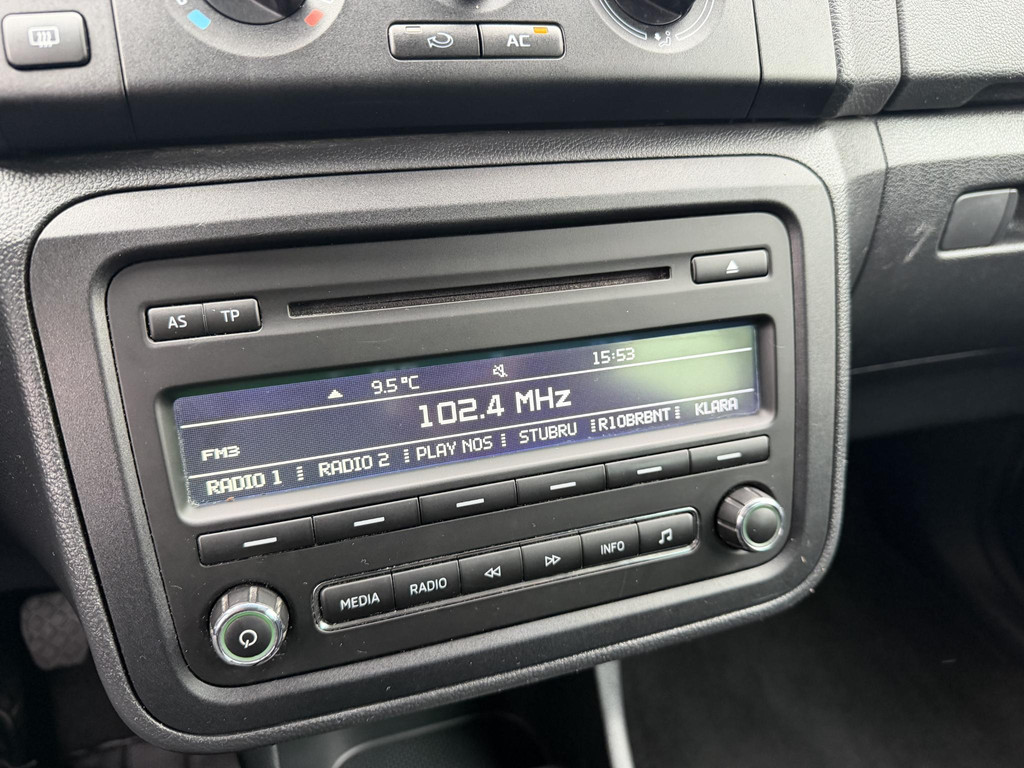 AC
AS TP
9.5°C 15:53
102.4 MHz
FM3
RADIO 1 RADIO 2 PLAY NOS STUBRU R10BRBNT KLARA
MEDIA RADIO INFO